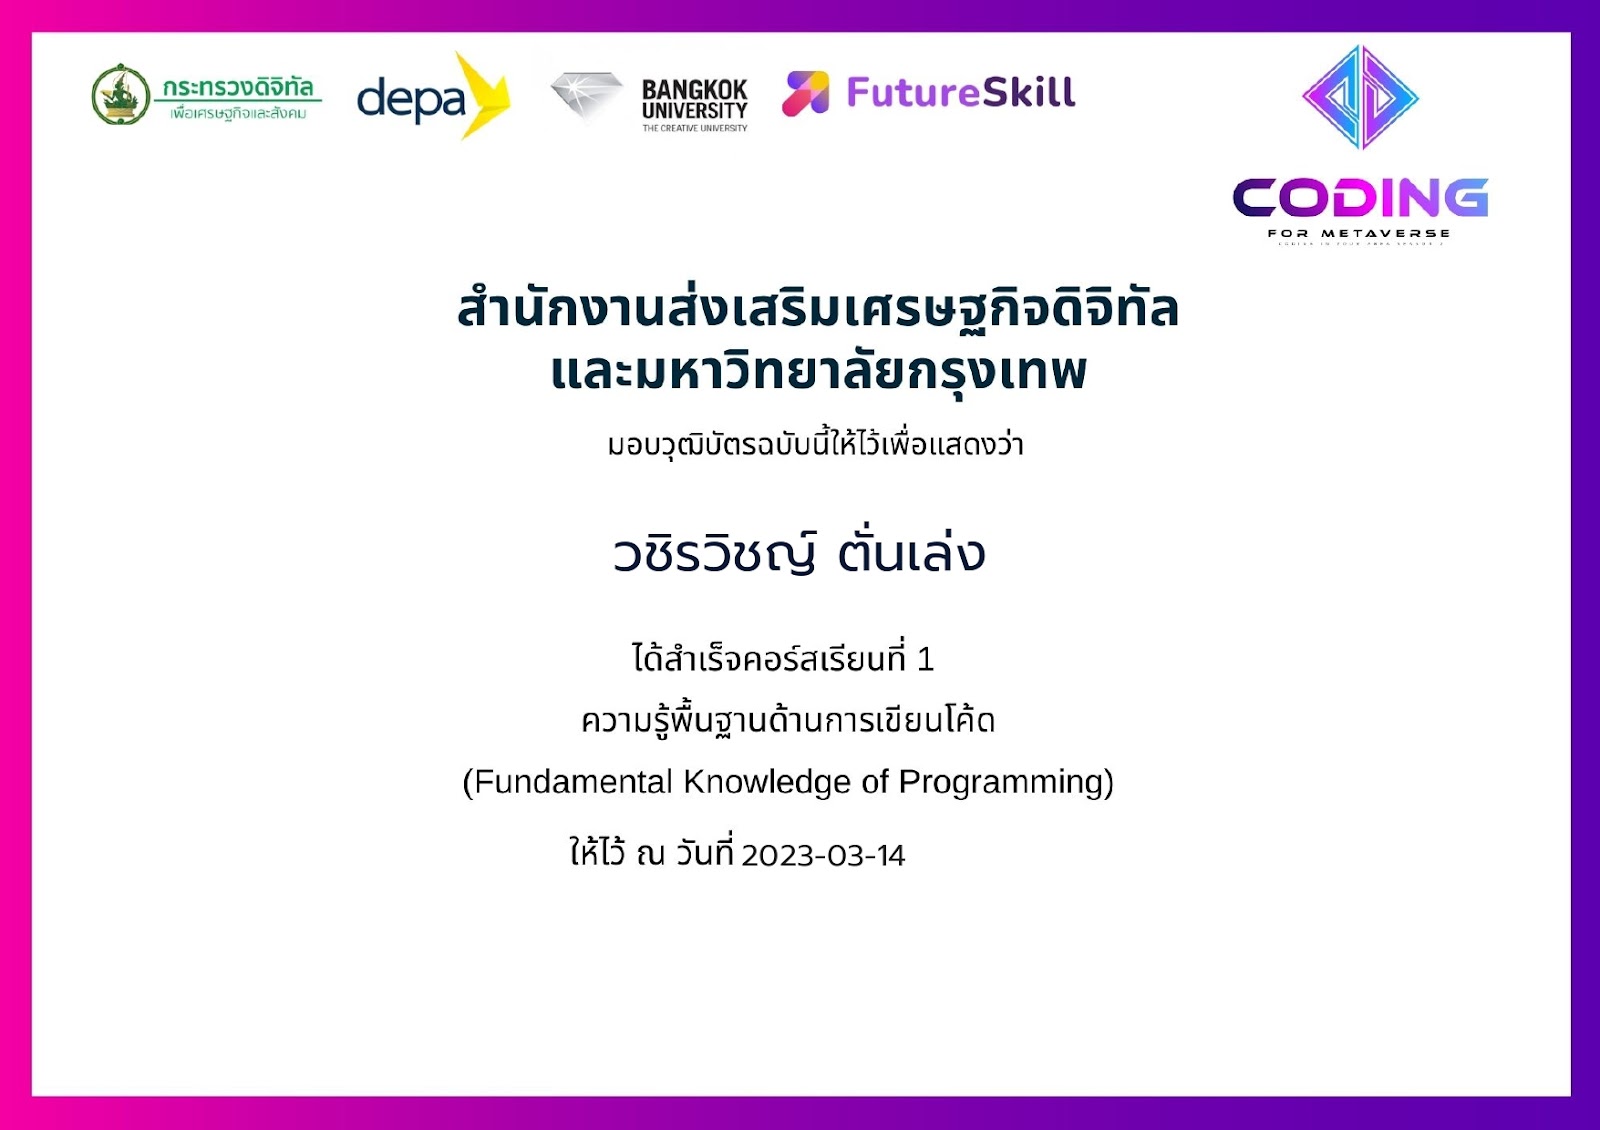 กระทรวงดิจิทัล
เพื่อเศรษฐกิจและสังคม
depa
BANGKOK
UNIVERSITY
THE CREATIVE UNIVERSITY
FutureSkill
CODING
FOR METAVERSE
สำนักงานส่งเสริมเศรษฐกิจดิจิทัล
และมหาวิทยาลัยกรุงเทพ
มอบวุฒิบัตรฉบับนี้ให้ไว้เพื่อแสดงว่า
วชิรวิชญ์ ตั่นเล่ง
ได้สำเร็จคอร์สเรียนที่ 1
ความรู้พื้นฐานด้านการเขียนโค้ด
(Fundamental Knowledge of Programming)
ให้ไว้ ณ วันที่ 2023-03-14